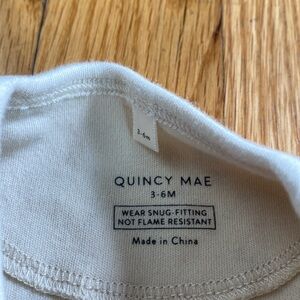 3-6m
QUINCY MAE
3-6M
WEAR SNUG-FITTING
NOT FLAME RESISTANT
Made in China